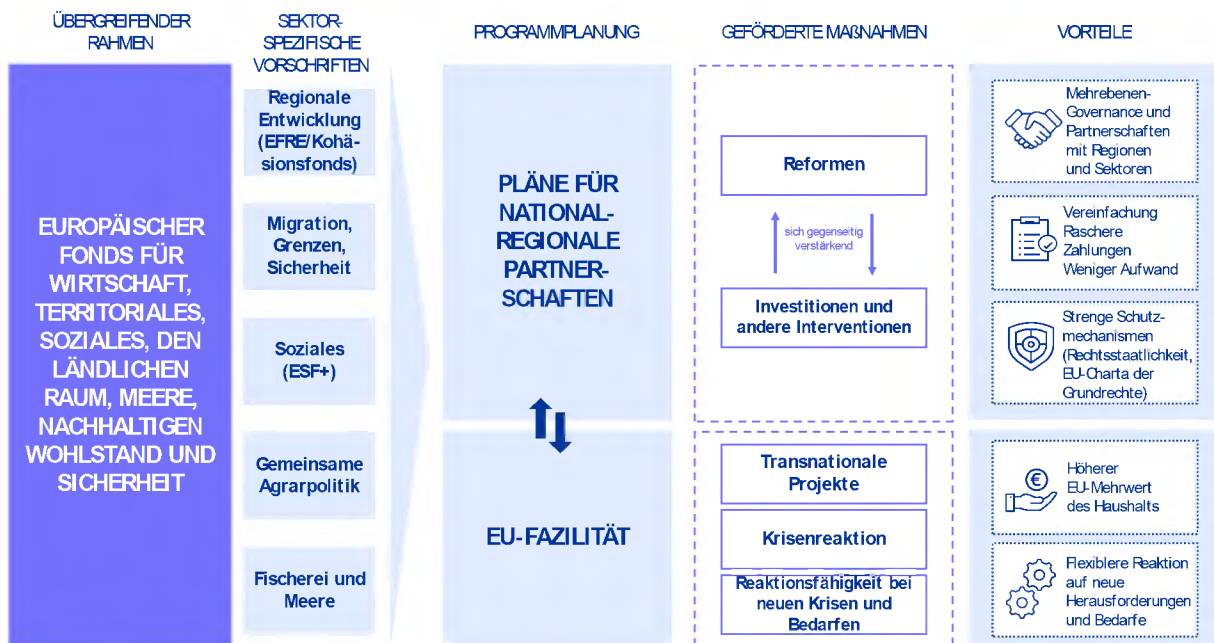 ÜBERGREIFENDER
RAHMEN
SEKTOR-
SPEZIFISCHE
VORSCHRIFTEN
PROGRAMMPLANUNG
GEFÖRDERTE MAßNAHMEN
VORTEILE
EUROPÄISCHER
FONDS FÜR
WIRTSCHAFT,
TERRITORIALES,
SOZIALES, DEN
LÄNDLICHEN
RAUM, MEERE,
NACHHALTIGEN
WOHLSTAND UND
SICHERHEIT
Regionale
Entwicklung
(EFRE/Kohä-
sionsfonds)
Migration,
Grenzen,
Sicherheit
Soziales
(ESF+)
Gemeinsame
Agrarpolitik
Fischerei und
Meere
PLÄNE FÜR
NATIONAL-
REGIONALE
PARTNER-
SCHAFTEN
EU-FAZILITÄT
Reformen
sich gegenseitig
verstärkend
Investitionen und
andere Interventionen
Transnationale
Projekte
Krisenreaktion
Reaktionsfähigkeit bei
neuen Krisen und
Bedarfen
Mehrebenen-
Governance und
Partnerschaften
mit Regionen
und Sektoren
Vereinfachung
Raschere
Zahlungen
Weniger Aufwand
Strenge Schutz-
mechanismen
(Rechtsstaatlichkeit,
EU-Charta der
Grundrechte)
€
Höherer
EU-Mehrwert
des Haushalts
Flexiblere Reaktion
auf neue
Herausforderungen
und Bedarfe